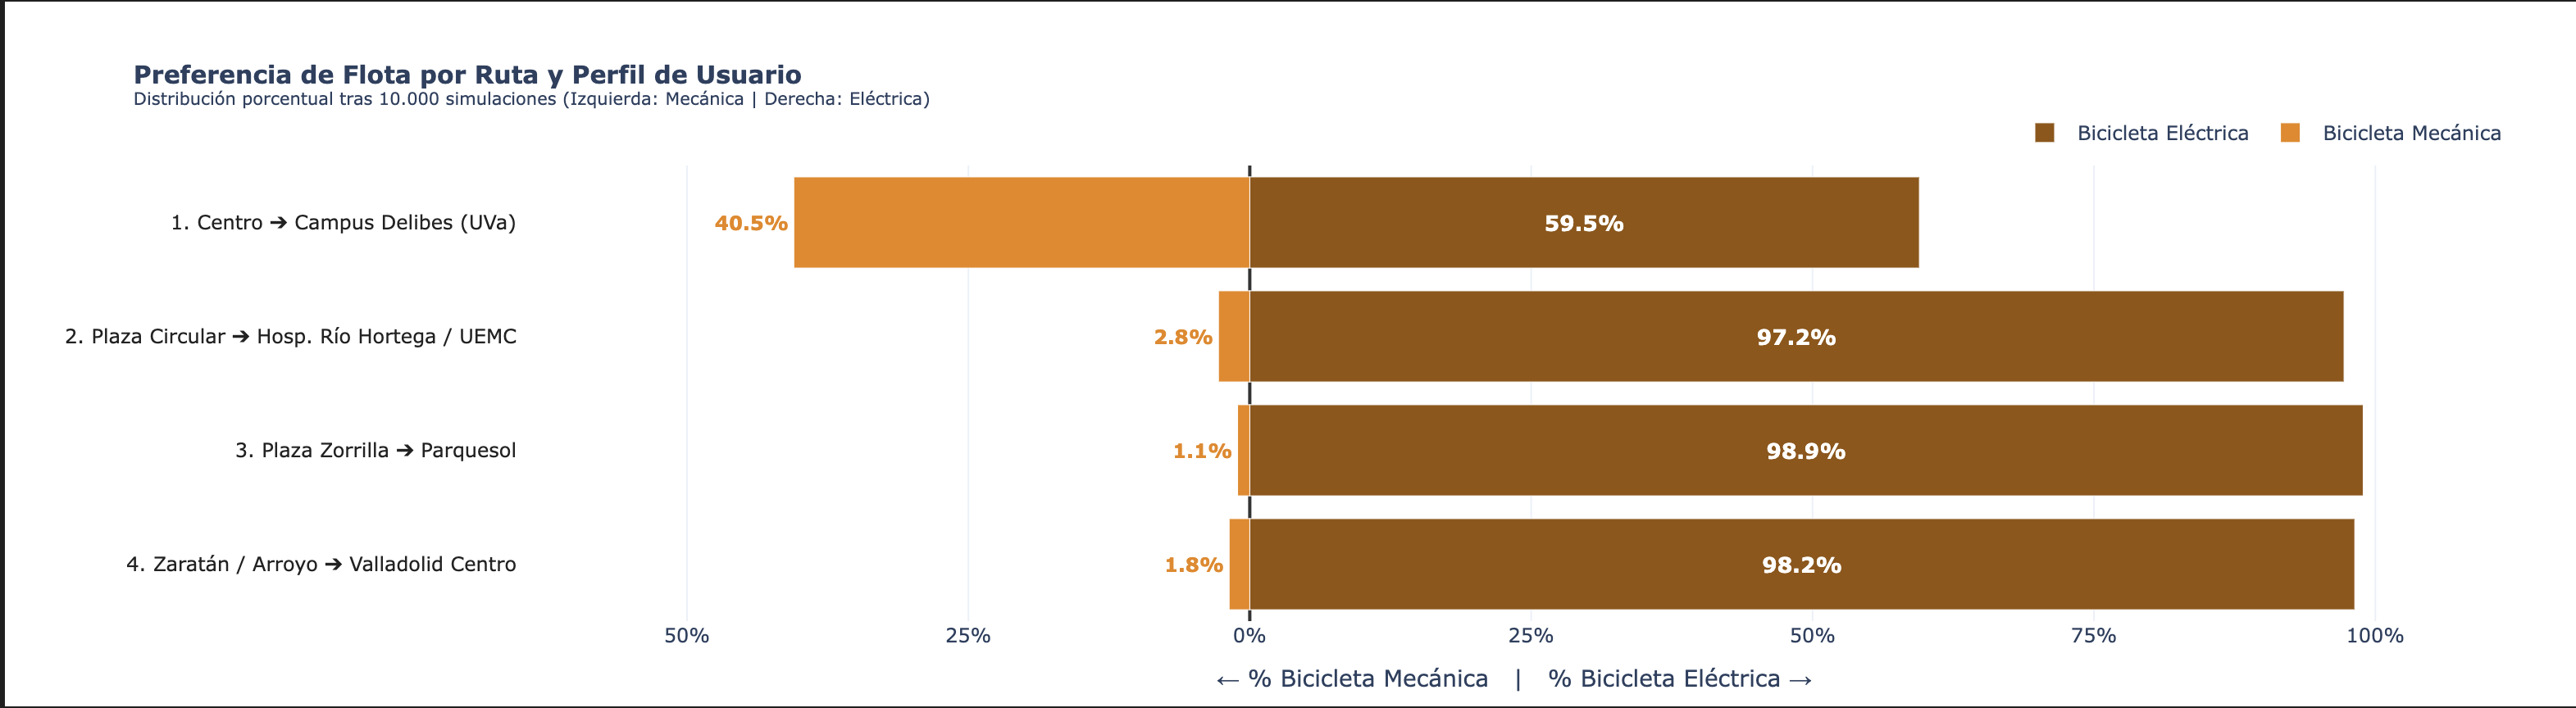 Preferencia de Flota por Ruta y Perfil de Usuario
Distribución porcentual tras 10.000 simulaciones (Izquierda: Mecánica | Derecha: Eléctrica)
Bicicleta Eléctrica Bicicleta Mecánica
1. Centro ➔ Campus Delibes (UVa) 40.5% 59.5%
2. Plaza Circular ➔ Hosp. Río Hortega / UEMC 2.8% 97.2%
3. Plaza Zorrilla ➔ Parquesol 1.1% 98.9%
4. Zaratán / Arroyo ➔ Valladolid Centro 1.8% 98.2%
50% 25% 0% 25% 50% 75% 100%
← % Bicicleta Mecánica | % Bicicleta Eléctrica →